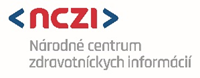 <nczi>
Národné centrum
zdravotníckych informácií